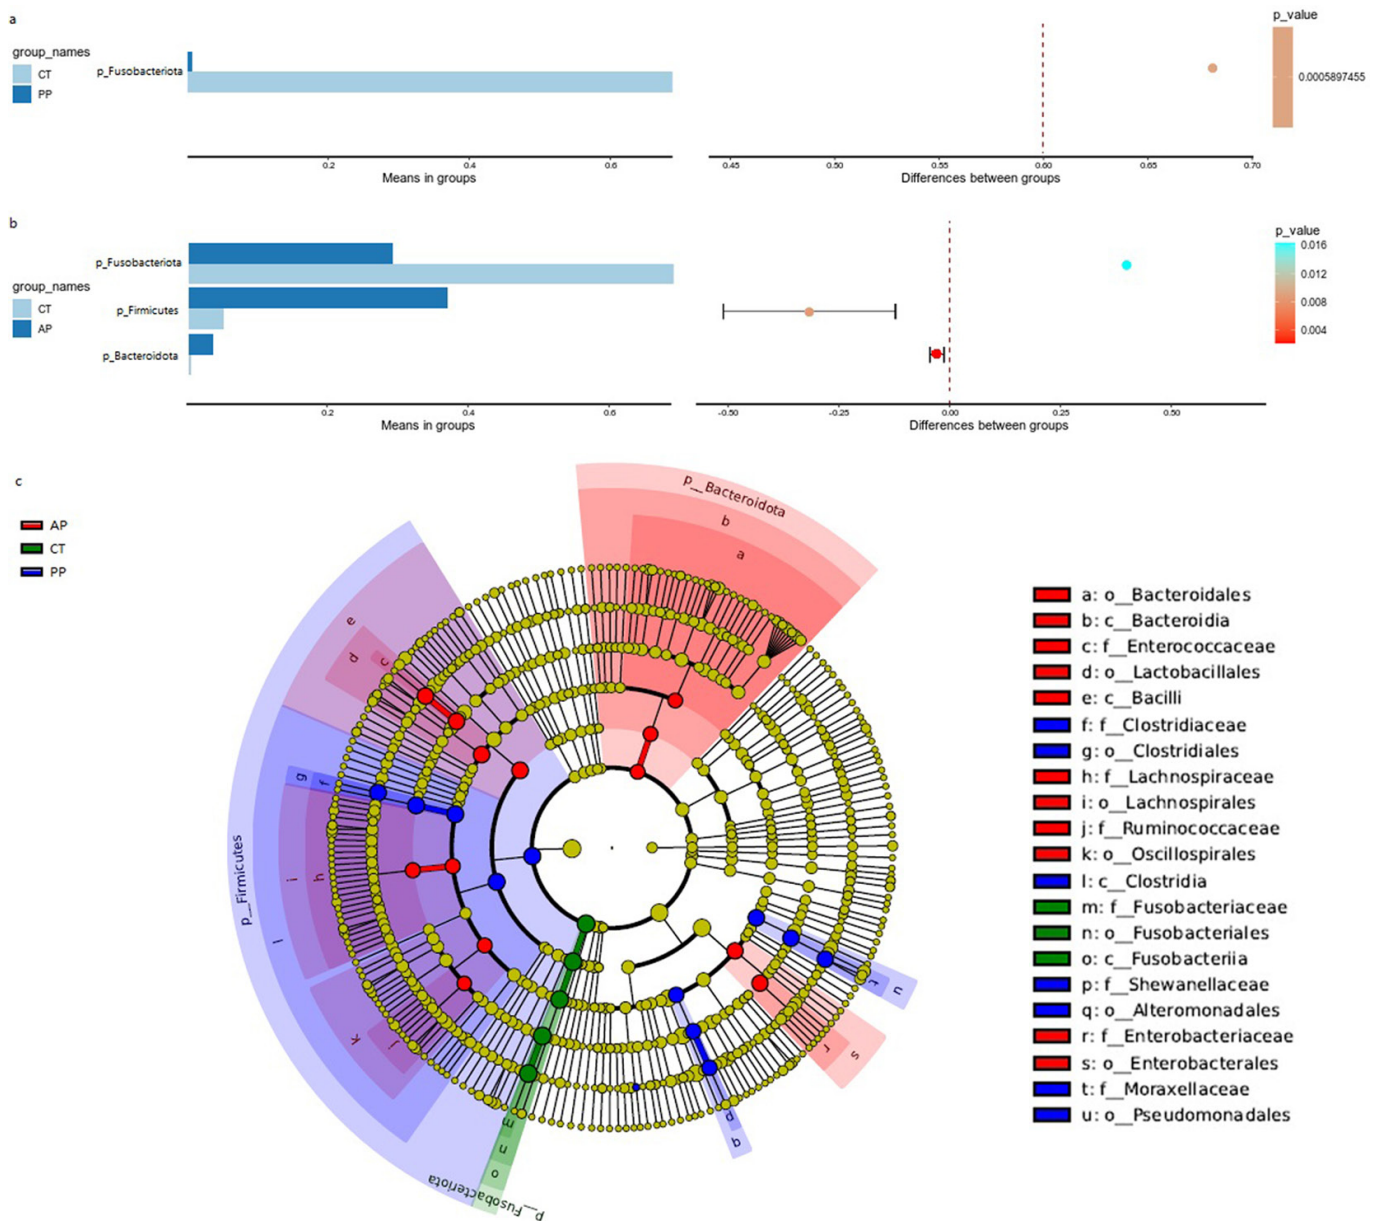 a
group_names
CT
PP
p_Fusobacteriota
0.2
0.4
0.6
Means in groups
0.45
0.50
0.55
0.60
0.65
0.70
Differences between groups
p_value
0.0005897455
b
group_names
CT
AP
p_Fusobacteriota
p_Firmicutes
p_Bacteroidota
0.2
0.4
0.6
Means in groups
-0.50
-0.25
0.00
0.25
0.50
Differences between groups
p_value
0.016
0.012
0.008
0.004
c
AP
CT
PP
p__Bacteroidota
b
a
e
d
c
g
f
i
h
l
p__Firmicutes
k
j
m
n
o
p__Fusobacteriota
p
q
r
s
t
u
a: o__Bacteroidales
b: c__Bacteroidia
c: f__Enterococcaceae
d: o__Lactobacillales
e: c__Bacilli
f: f__Clostridiaceae
g: o__Clostridiales
h: f__Lachnospiraceae
i: o__Lachnospirales
j: f__Ruminococcaceae
k: o__Oscillospirales
l: c__Clostridia
m: f__Fusobacteriaceae
n: o__Fusobacteriales
o: c__Fusobacteriia
p: f__Shewanellaceae
q: o__Alteromonadales
r: f__Enterobacteriaceae
s: o__Enterobacterales
t: f__Moraxellaceae
u: o__Pseudomonadales